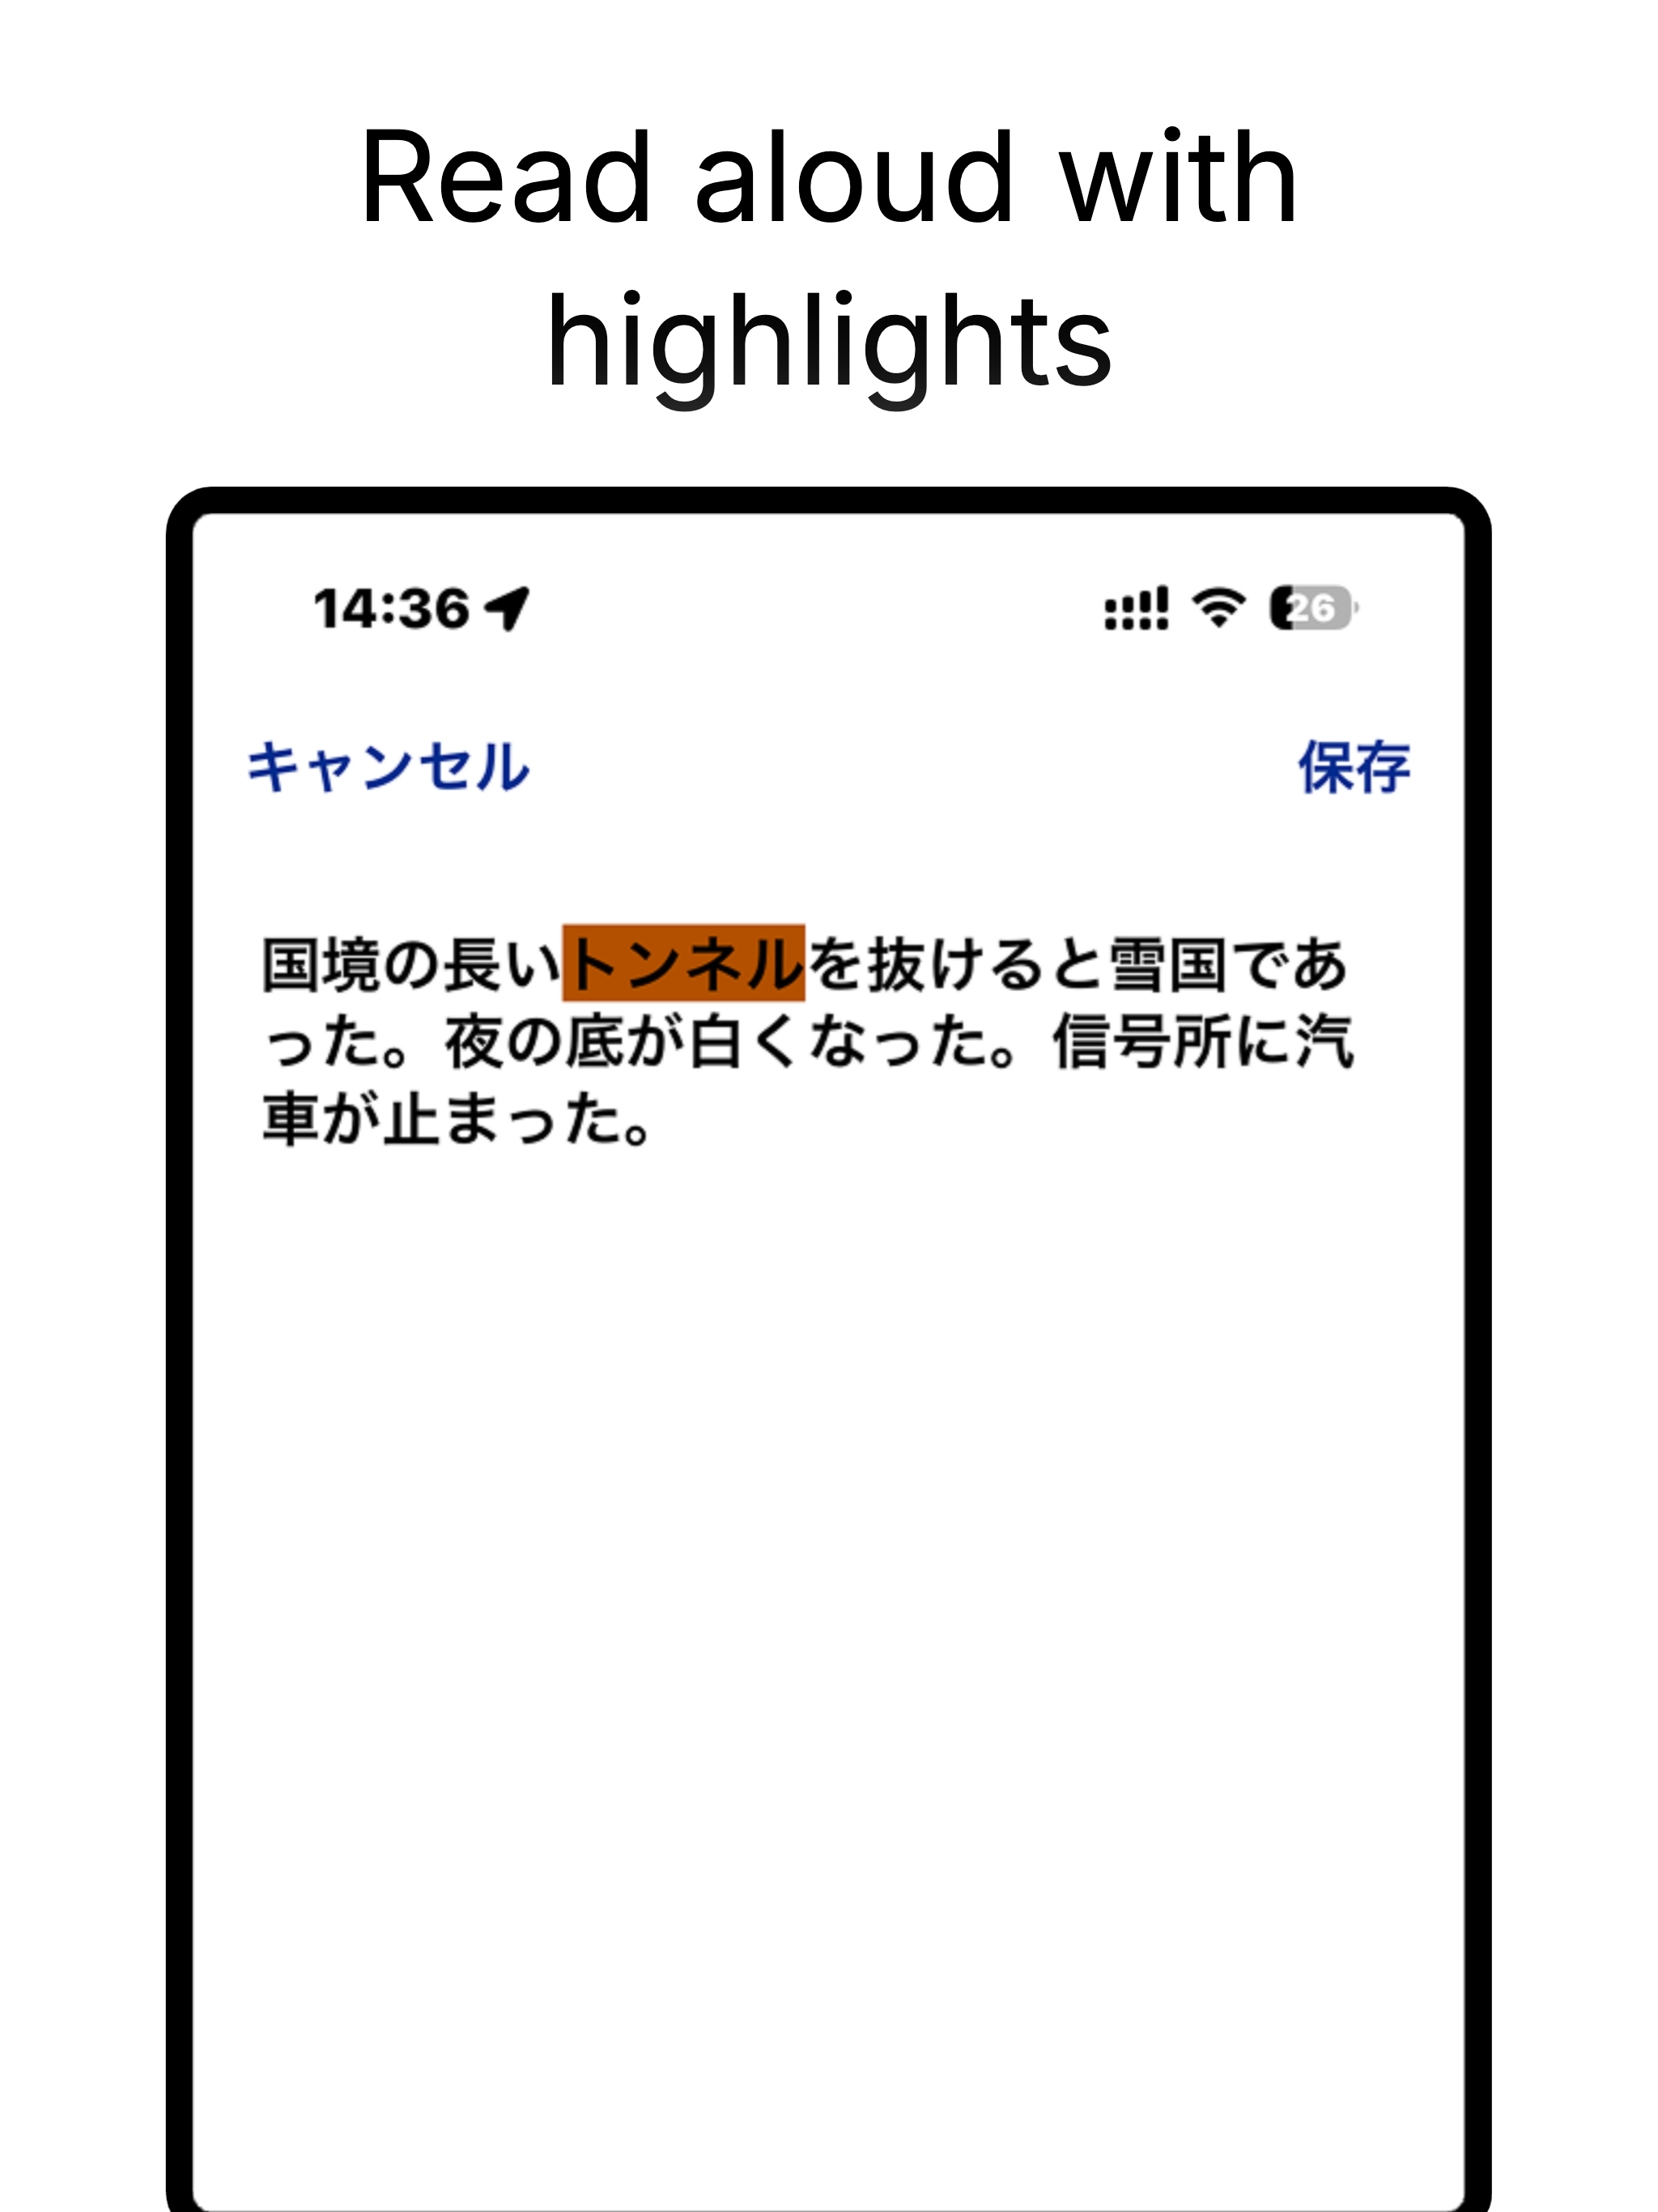 Read aloud with
highlights
14:36
26
キャンセル
保存
国境の長いトンネルを抜けると雪国であ
った。夜の底が白くなった。信号所に汽
車が止まった。